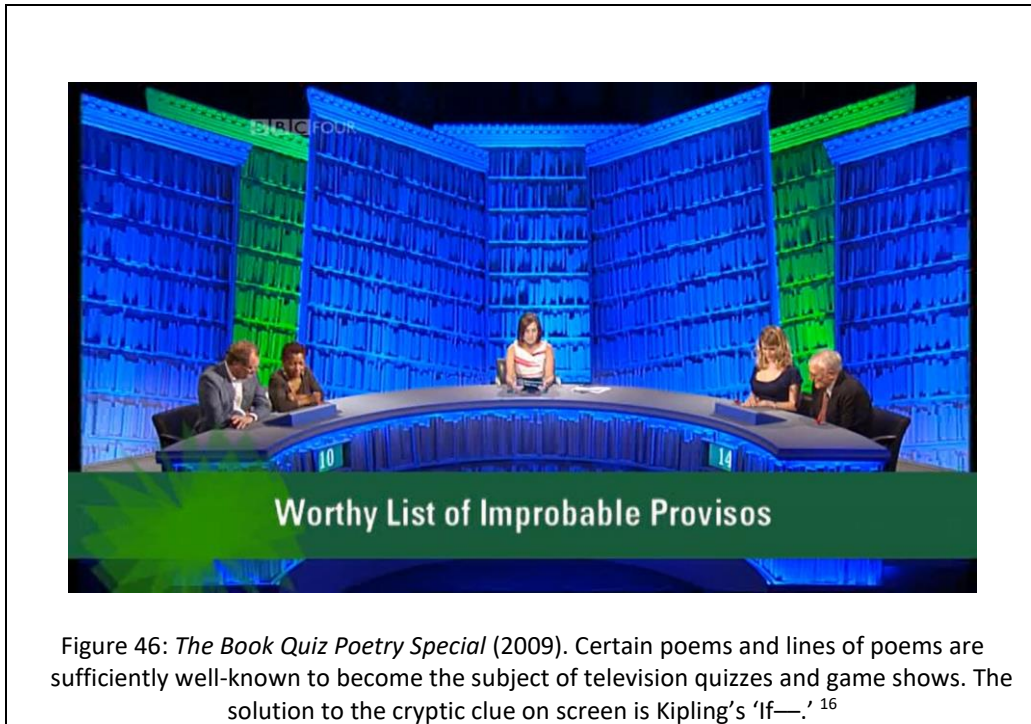 BBC FOUR
10
14
Worthy List of Improbable Provisos
Figure 46: The Book Quiz Poetry Special (2009). Certain poems and lines of poems are
sufficiently well-known to become the subject of television quizzes and game shows. The
solution to the cryptic clue on screen is Kipling’s ‘If—.’ 16